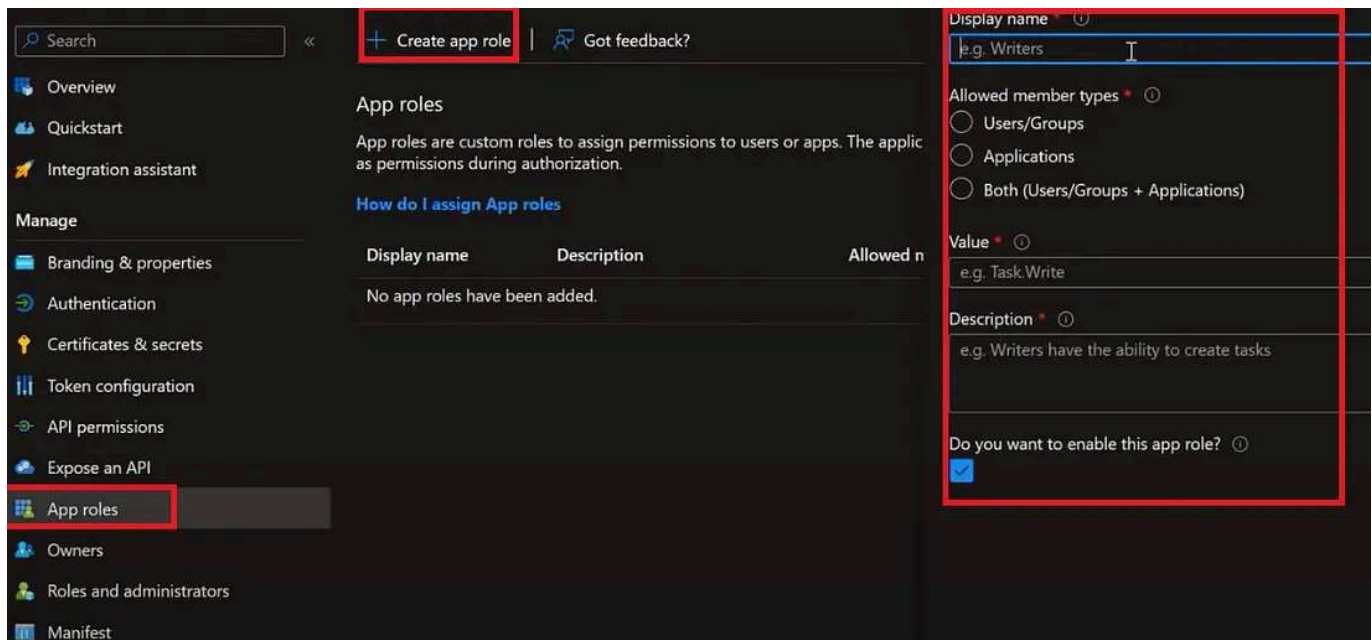 Search
«
Overview
Quickstart
Integration assistant
Manage
Branding & properties
Authentication
Certificates & secrets
Token configuration
API permissions
Expose an API
App roles
Owners
Roles and administrators
Manifest
+ Create app role
Got feedback?
App roles
App roles are custom roles to assign permissions to users or apps. The applic
as permissions during authorization.
How do I assign App roles
Display name Description Allowed n
No app roles have been added.
Display name *
e.g. Writers
Allowed member types *
Users/Groups
Applications
Both (Users/Groups + Applications)
Value *
e.g. Task.Write
Description *
e.g. Writers have the ability to create tasks
Do you want to enable this app role?